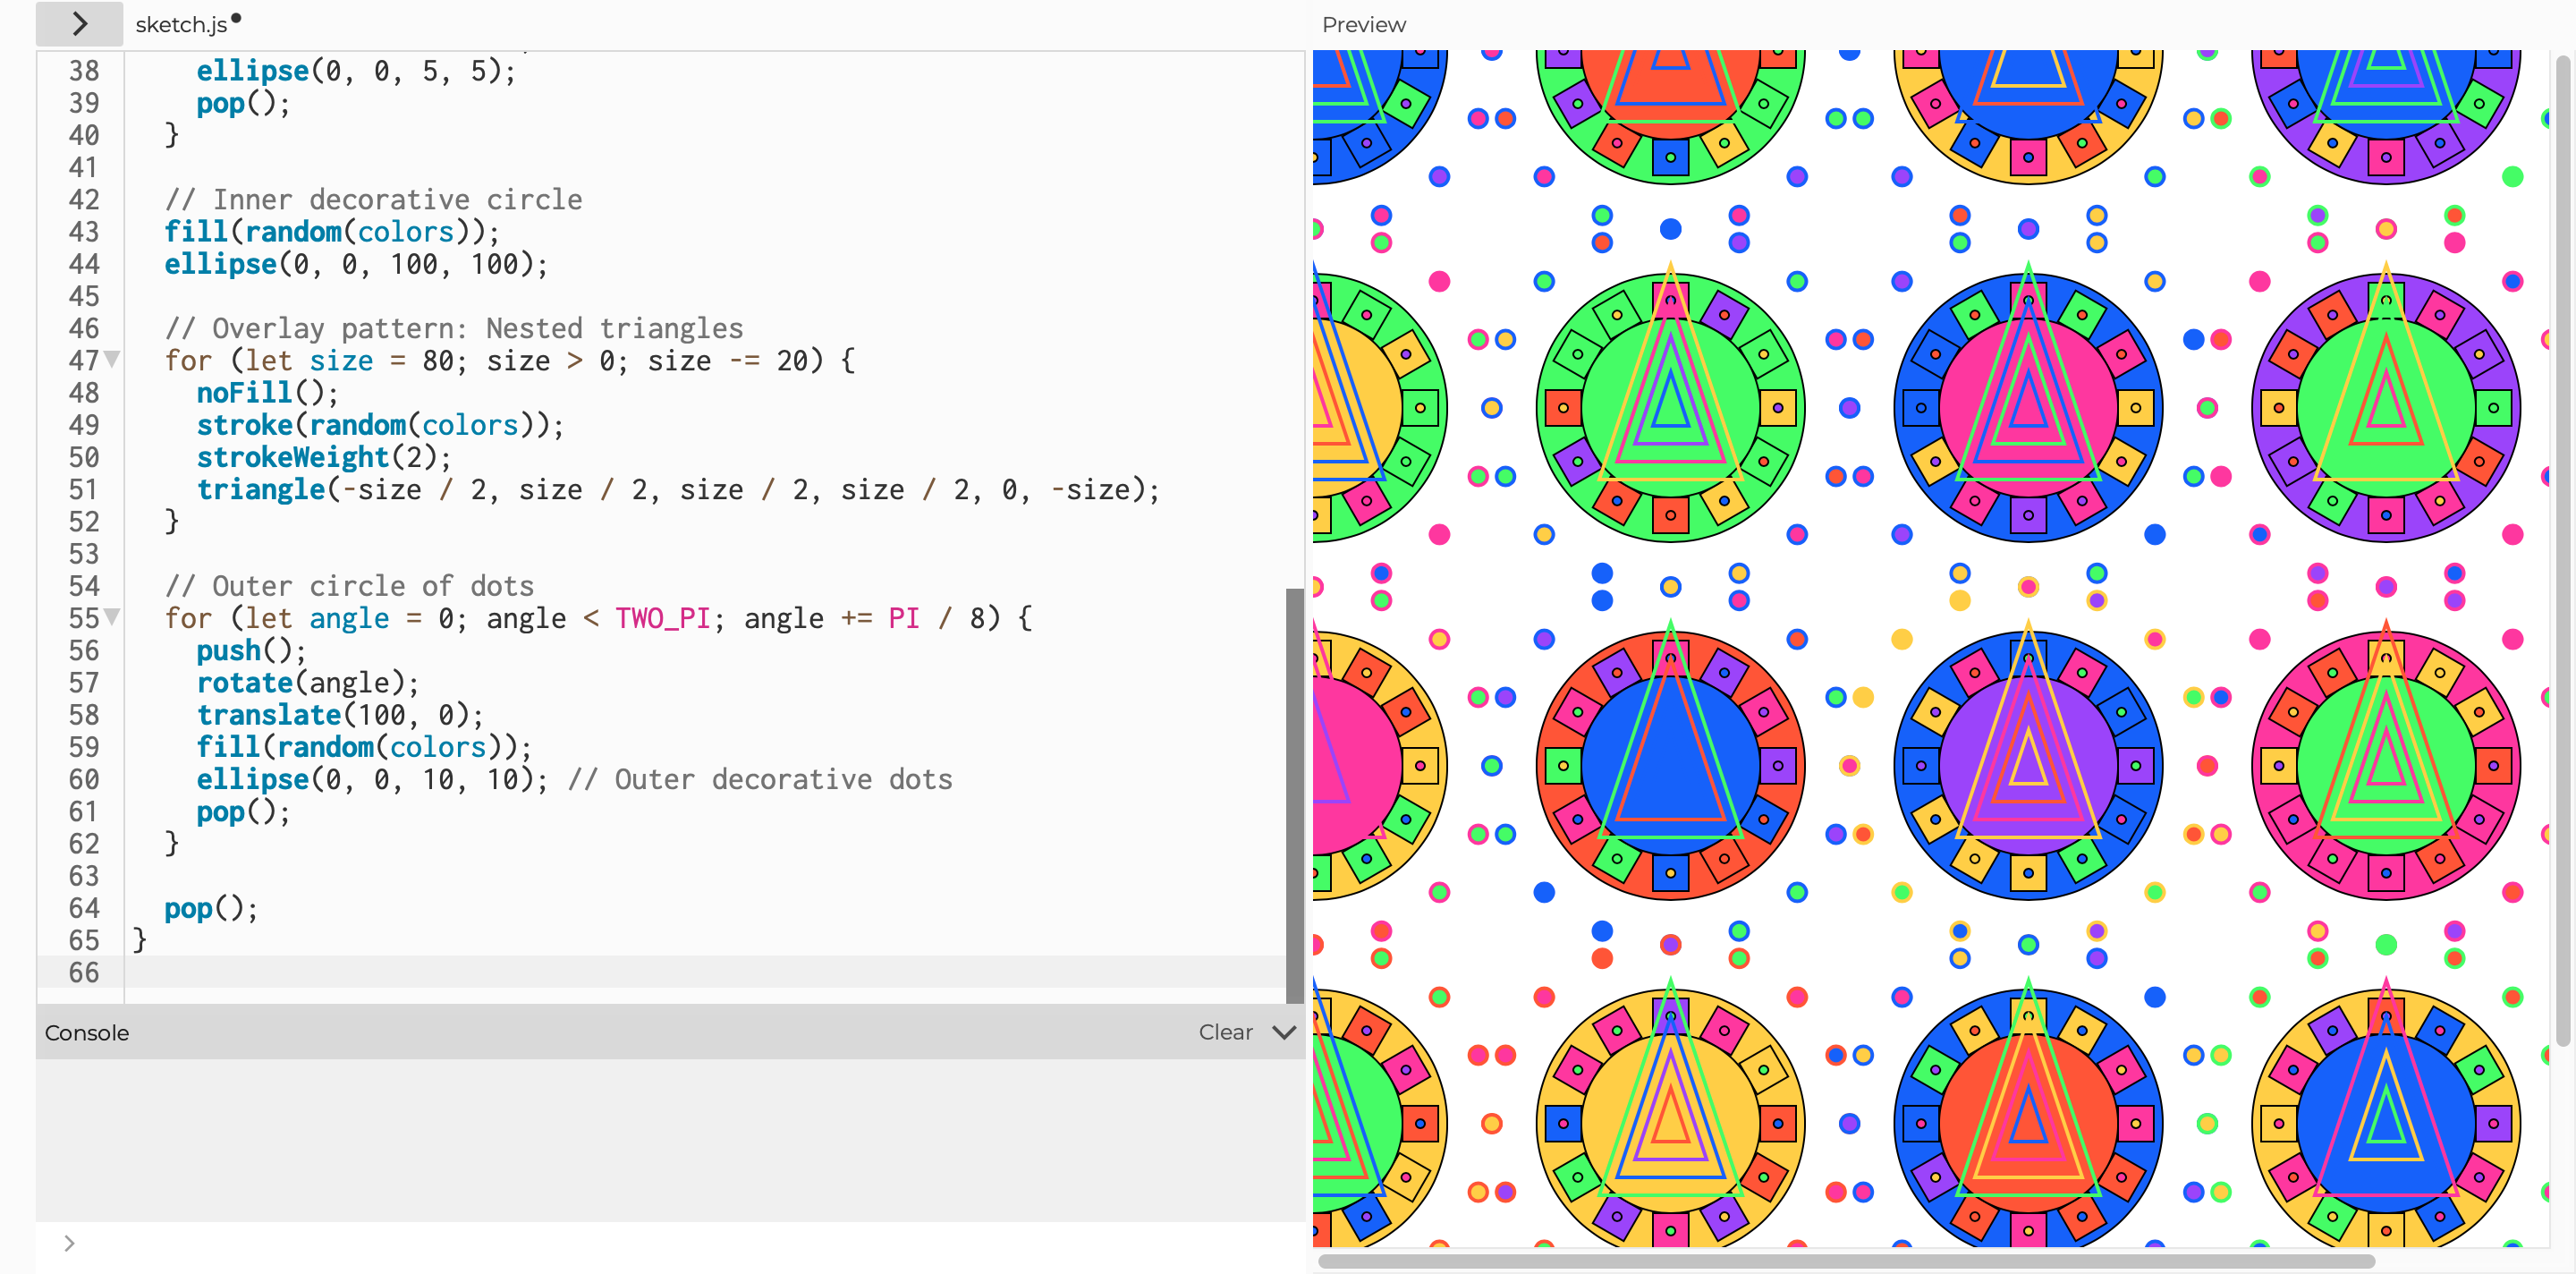 sketch.js
Preview
38 ellipse(0, 0, 5, 5);
39 pop();
40 }
41
42 // Inner decorative circle
43 fill(random(colors));
44 ellipse(0, 0, 100, 100);
45
46 // Overlay pattern: Nested triangles
47 for (let size = 80; size > 0; size -= 20) {
48 noFill();
49 stroke(random(colors));
50 strokeWeight(2);
51 triangle(-size / 2, size / 2, size / 2, size / 2, 0, -size);
52 }
53
54 // Outer circle of dots
55 for (let angle = 0; angle < TWO_PI; angle += PI / 8) {
56 push();
57 rotate(angle);
58 translate(100, 0);
59 fill(random(colors));
60 ellipse(0, 0, 10, 10); // Outer decorative dots
61 pop();
62 }
63
64 pop();
65 }
66
Console
Clear